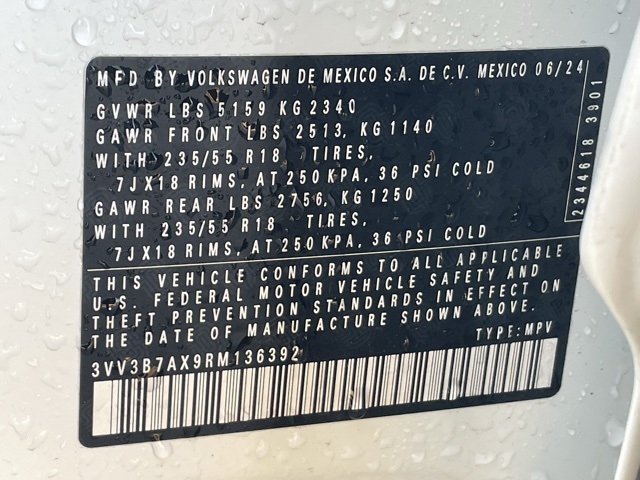 MFD. BY VOLKSWAGEN DE MEXICO S.A. DE C.V. MEXICO 06/24
GVWR LBS 5159 KG 2340
GAWR FRONT LBS 2513, KG 1140
WITH 235/55 R18 TIRES,
7JX18 RIMS, AT 250 KPA, 36 PSI COLD
GAWR REAR LBS 2756, KG 1250
WITH 235/55 R18 TIRES,
7JX18 RIMS, AT 250 KPA, 36 PSI COLD
THIS VEHICLE CONFORMS TO ALL APPLICABLE
U.S. FEDERAL MOTOR VEHICLE SAFETY AND
THEFT PREVENTION STANDARDS IN EFFECT ON
THE DATE OF MANUFACTURE SHOWN ABOVE.
TYPE: MPV
3VV3B7AX9RM136392
2344618 3901